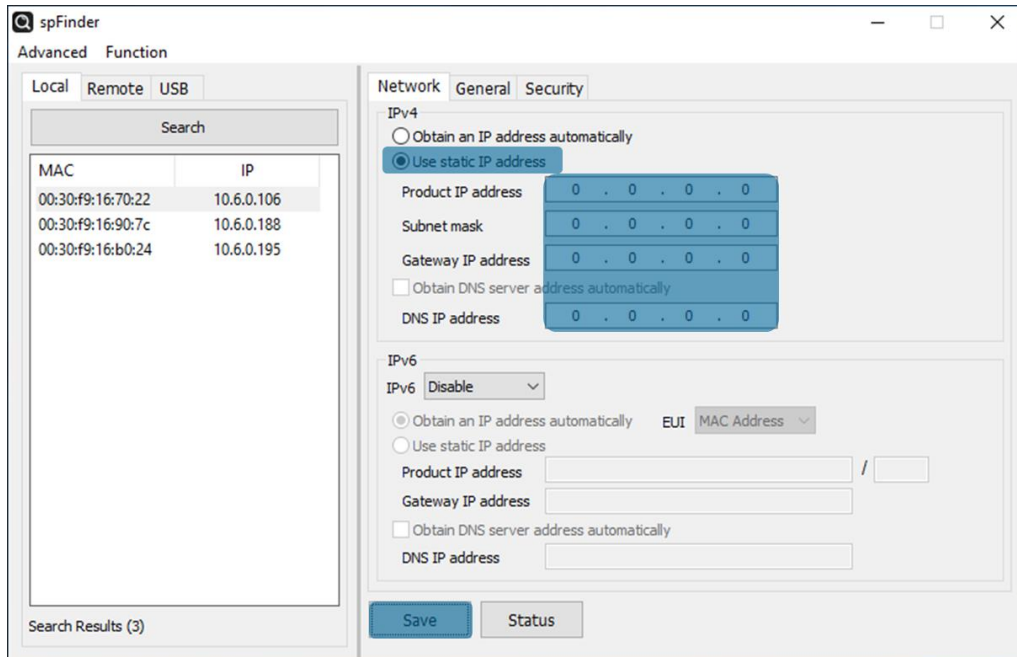 spFinder
Advanced Function
Local Remote USB
Search
MAC IP
00:30:f9:16:70:22 10.6.0.106
00:30:f9:16:90:7c 10.6.0.188
00:30:f9:16:b0:24 10.6.0.195
Search Results (3)
Network General Security
IPv4
Obtain an IP address automatically
Use static IP address
Product IP address 0 . 0 . 0 . 0
Subnet mask 0 . 0 . 0 . 0
Gateway IP address 0 . 0 . 0 . 0
Obtain DNS server address automatically
DNS IP address 0 . 0 . 0 . 0
IPv6
IPv6 Disable
Obtain an IP address automatically EUI MAC Address
Use static IP address
Product IP address /
Gateway IP address
Obtain DNS server address automatically
DNS IP address
Save Status